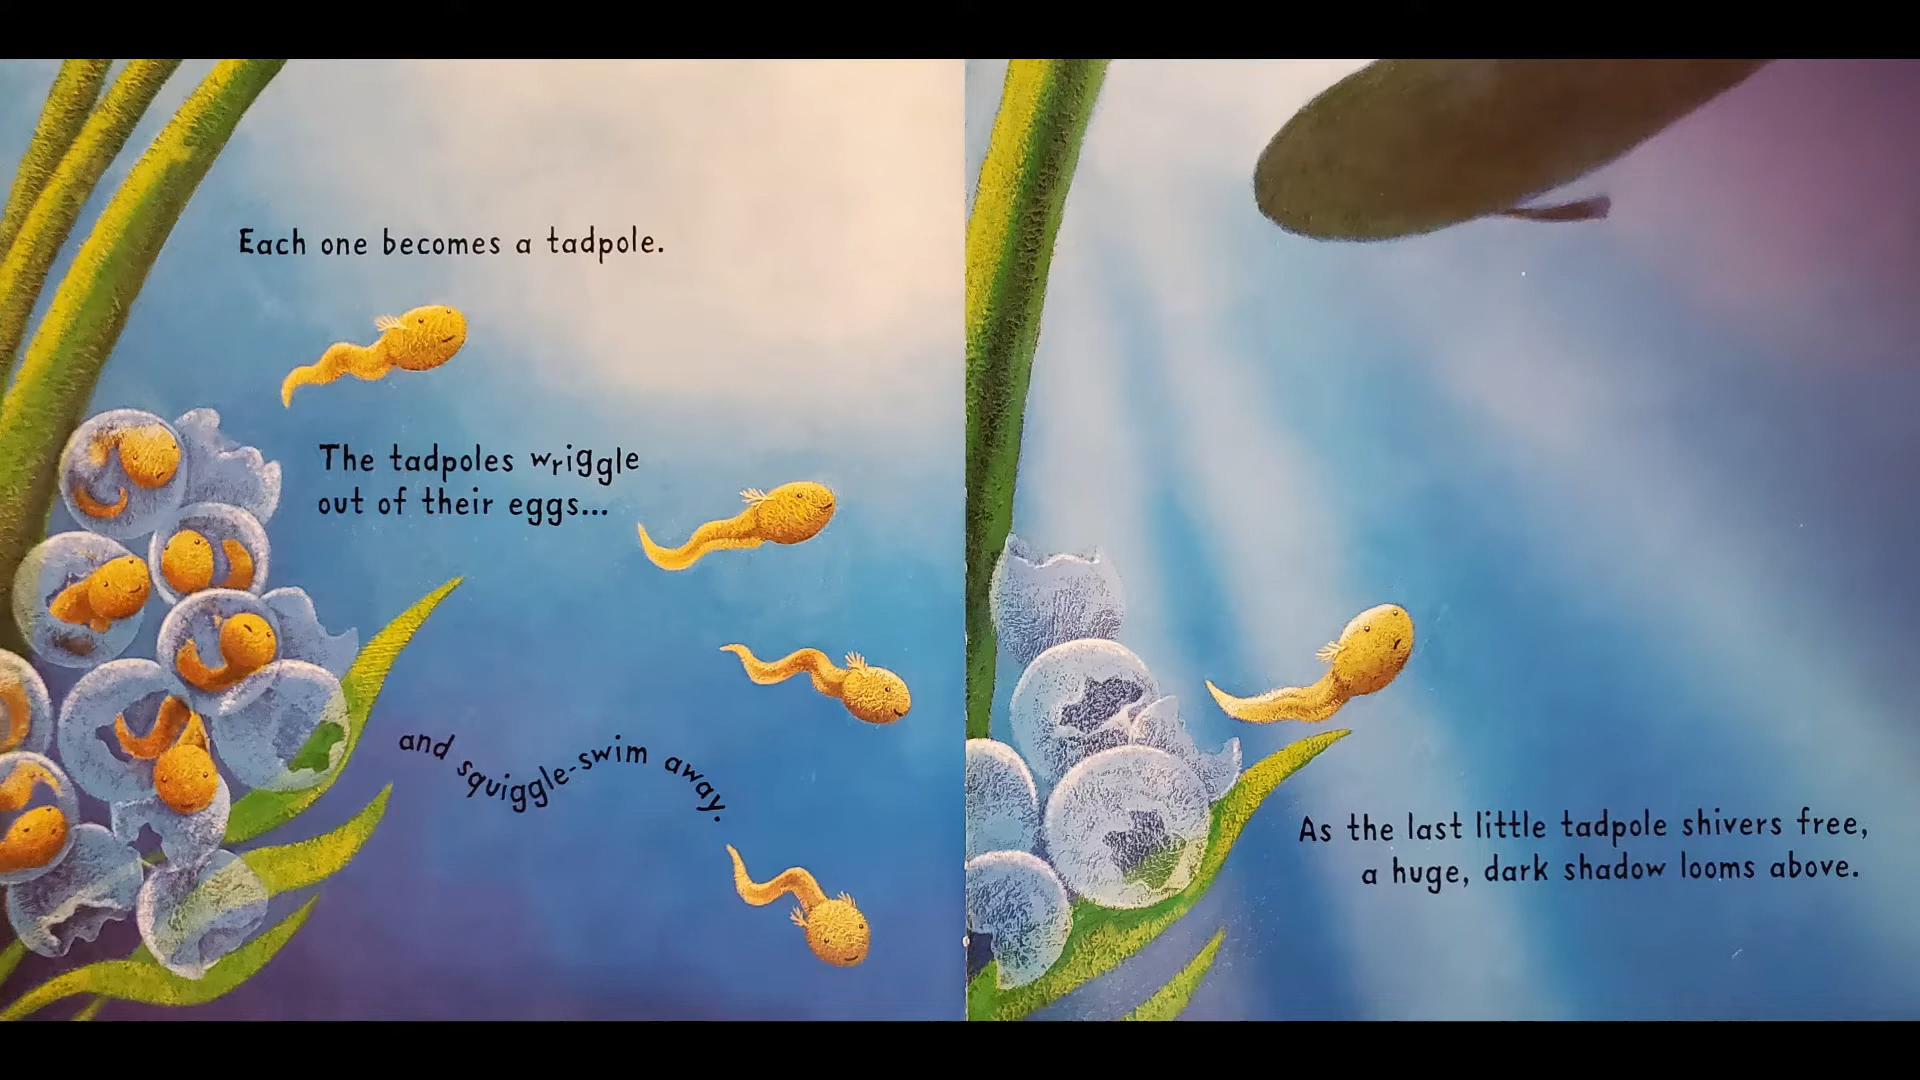 Each one becomes a tadpole.
The tadpoles wriggle
out of their eggs...
and squiggle-swim away.
As the last little tadpole shivers free,
a huge, dark shadow looms above.